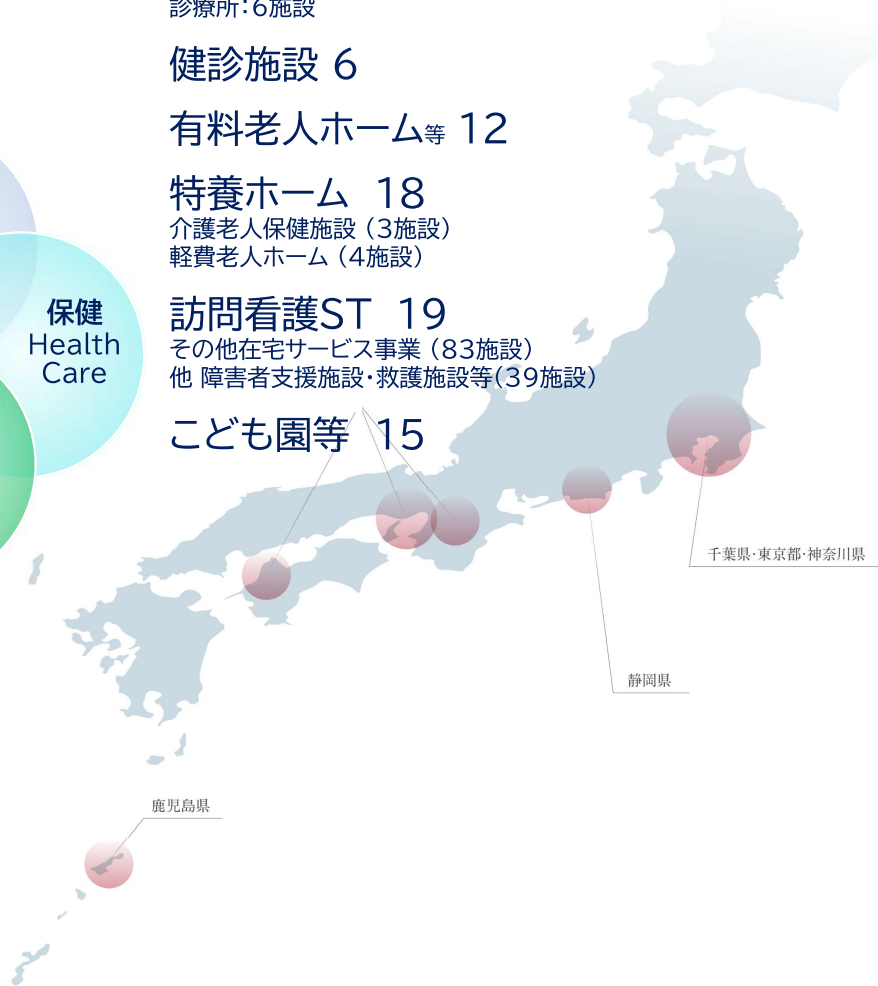 診療所：6施設
健診施設 6
有料老人ホーム等 12
特養ホーム 18
介護老人保健施設（3施設）
軽費老人ホーム（4施設）
保健
Health
Care
訪問看護ST 19
その他在宅サービス事業（83施設）
他 障害者支援施設・救護施設等（39施設）
こども園等 15
千葉県・東京都・神奈川県
静岡県
鹿児島県